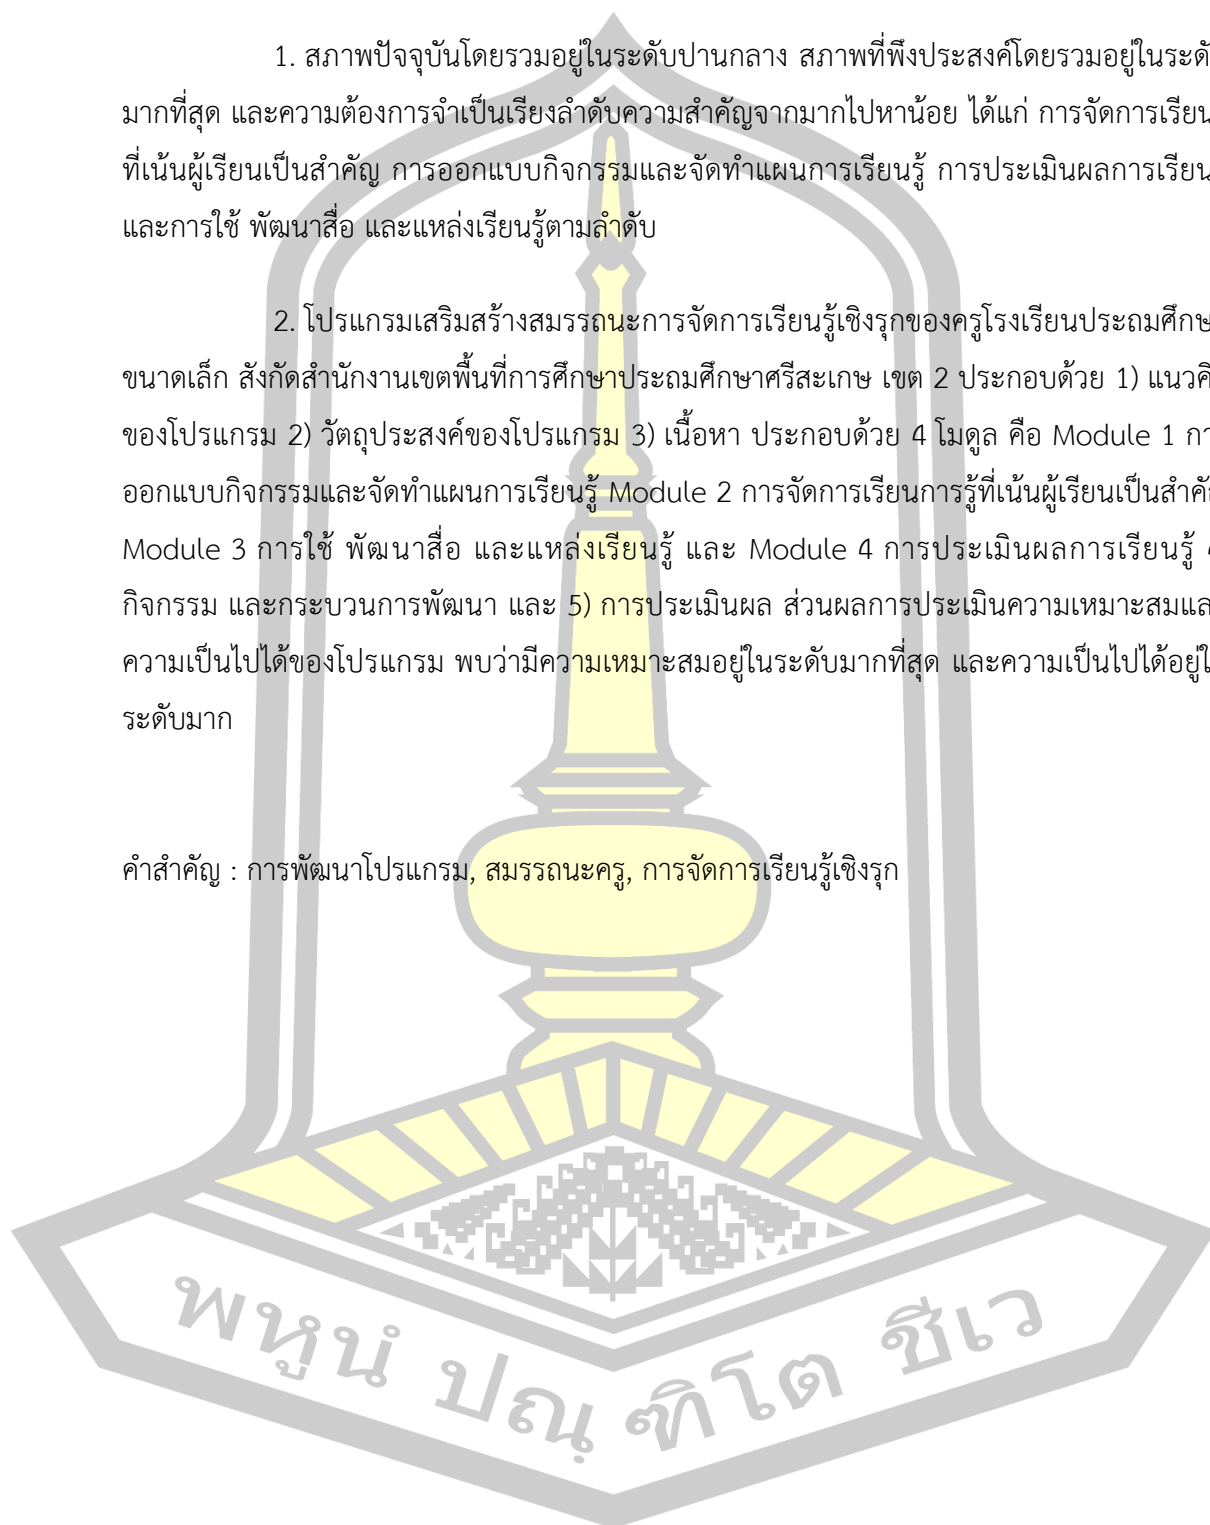 1. สภาพปัจจุบันโดยรวมอยู่ในระดับปานกลาง สภาพที่พึงประสงค์โดยรวมอยู่ในระดั
มากที่สุด และความต้องการจำเป็นเรียงลำดับความสำคัญจากมากไปหาน้อย ได้แก่ การจัดการเรียน
ที่เน้นผู้เรียนเป็นสำคัญ การออกแบบกิจกรรมและจัดทำแผนการเรียนรู้ การประเมินผลการเรียน
และการใช้ พัฒนาสื่อ และแหล่งเรียนรู้ตามลำดับ
2. โปรแกรมเสริมสร้างสมรรถนะการจัดการเรียนรู้เชิงรุกของครูโรงเรียนประถมศึกษ
ขนาดเล็ก สังกัดสำนักงานเขตพื้นที่การศึกษาประถมศึกษาศรีสะเกษ เขต 2 ประกอบด้วย 1) แนวคิ
ของโปรแกรม 2) วัตถุประสงค์ของโปรแกรม 3) เนื้อหา ประกอบด้วย 4 โมดูล คือ Module 1 กา
ออกแบบกิจกรรมและจัดทำแผนการเรียนรู้ Module 2 การจัดการเรียนการรู้ที่เน้นผู้เรียนเป็นสำคั
Module 3 การใช้ พัฒนาสื่อ และแหล่งเรียนรู้ และ Module 4 การประเมินผลการเรียนรู้ 4
กิจกรรม และกระบวนการพัฒนา และ 5) การประเมินผล ส่วนผลการประเมินความเหมาะสมแล
ความเป็นไปได้ของโปรแกรม พบว่ามีความเหมาะสมอยู่ในระดับมากที่สุด และความเป็นไปได้อยู่ใ
ระดับมาก
คำสำคัญ : การพัฒนาโปรแกรม, สมรรถนะครู, การจัดการเรียนรู้เชิงรุก
พหูนํ ปณฺฑิโต ชีเว